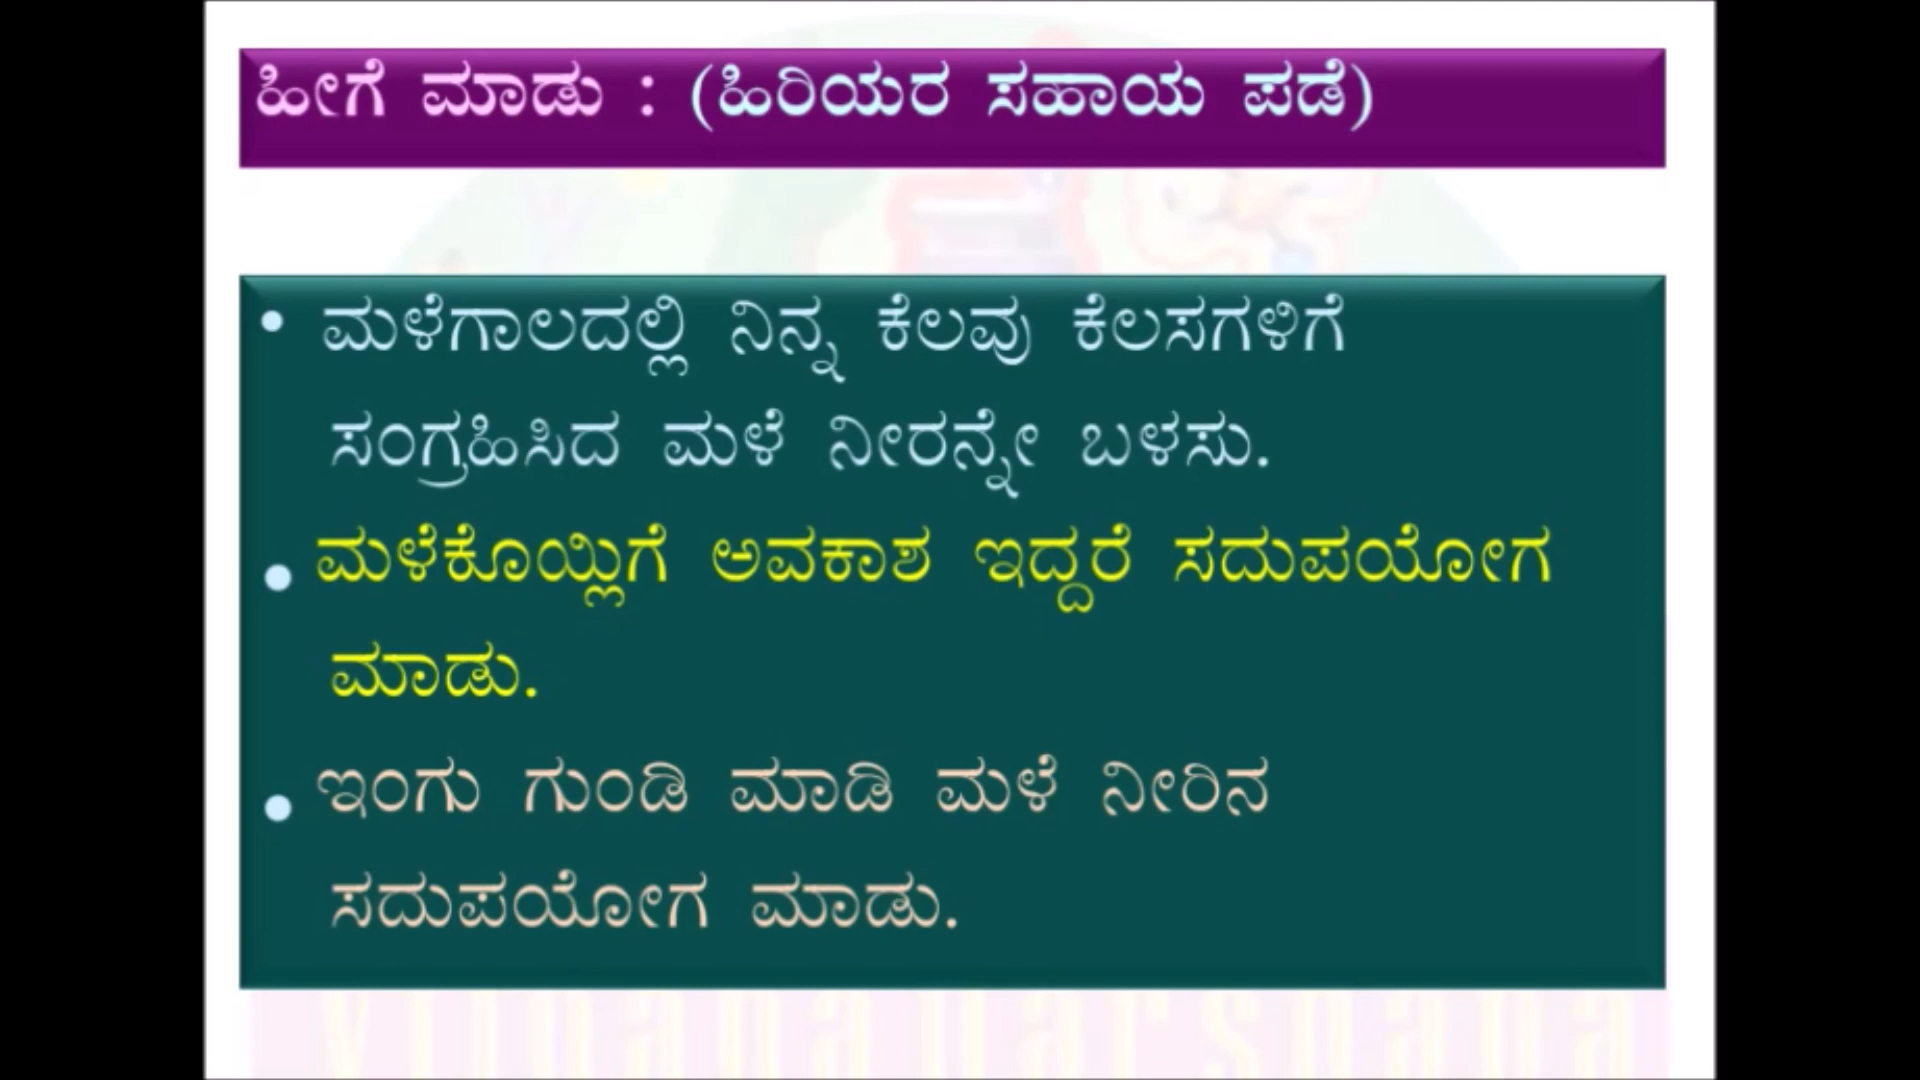 ಹೀಗೆ ಮಾಡು : (ಹಿರಿಯರ ಸಹಾಯ ಪಡೆ)
• ಮಳೆಗಾಲದಲ್ಲಿ ನಿನ್ನ ಕೆಲವು ಕೆಲಸಗಳಿಗೆ
ಸಂಗ್ರಹಿಸಿದ ಮಳೆ ನೀರನ್ನೇ ಬಳಸು.
• ಮಳೆಕೊಯ್ಲಿಗೆ ಅವಕಾಶ ಇದ್ದರೆ ಸದುಪಯೋಗ
ಮಾಡು.
• ಇಂಗು ಗುಂಡಿ ಮಾಡಿ ಮಳೆ ನೀರಿನ
ಸದುಪಯೋಗ ಮಾಡು.